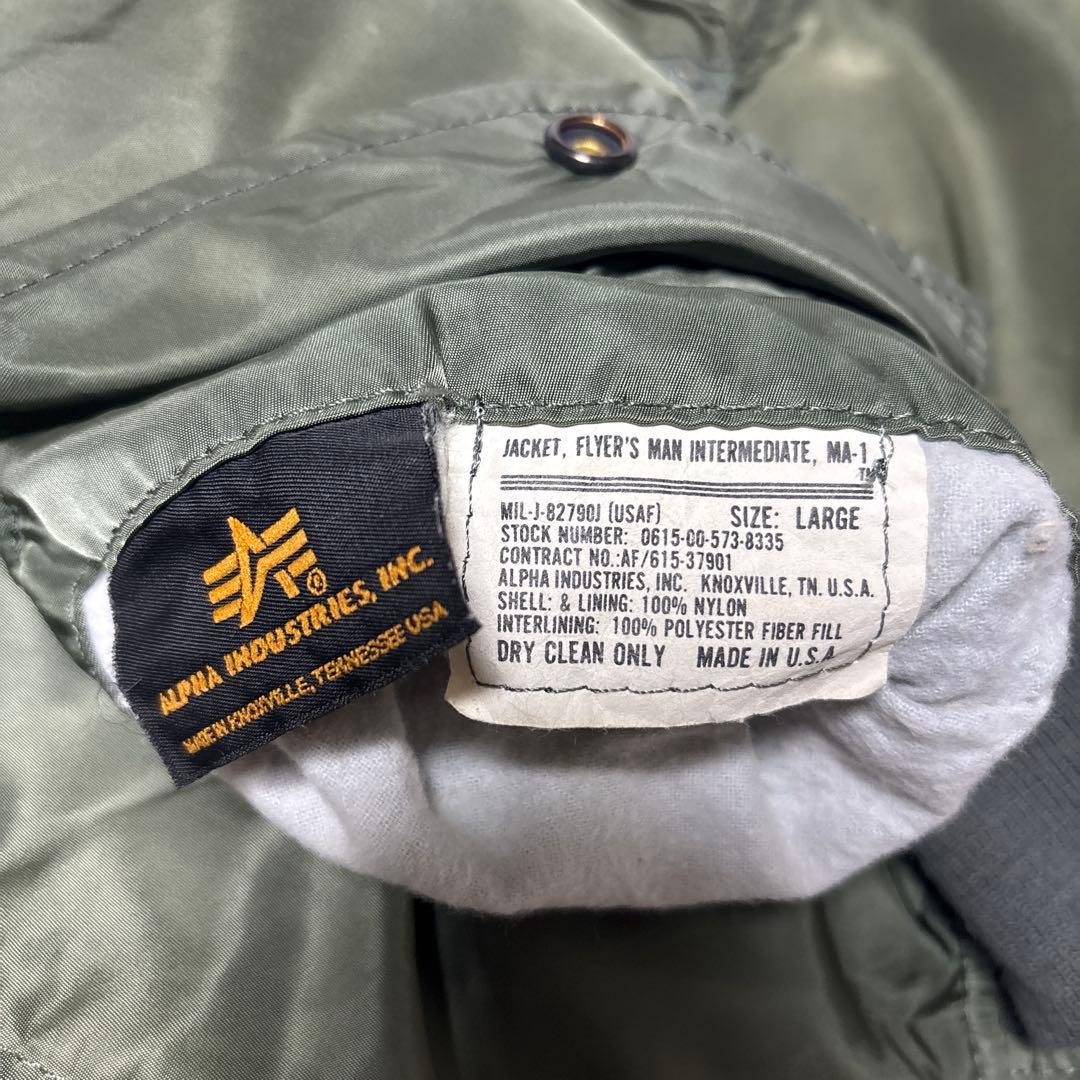 ALPHA INDUSTRIES, INC.
MADE IN KNOXVILLE, TENNESSEE USA
JACKET, FLYER'S MAN INTERMEDIATE, MA-1
TM
MIL-J-82790J (USAF) SIZE: LARGE
STOCK NUMBER: 0615-00-573-8335
CONTRACT NO.:AF/615-37901
ALPHA INDUSTRIES, INC. KNOXVILLE, TN. U.S.A.
SHELL: & LINING: 100% NYLON
INTERLINING: 100% POLYESTER FIBER FILL
DRY CLEAN ONLY MADE IN U.S.A.